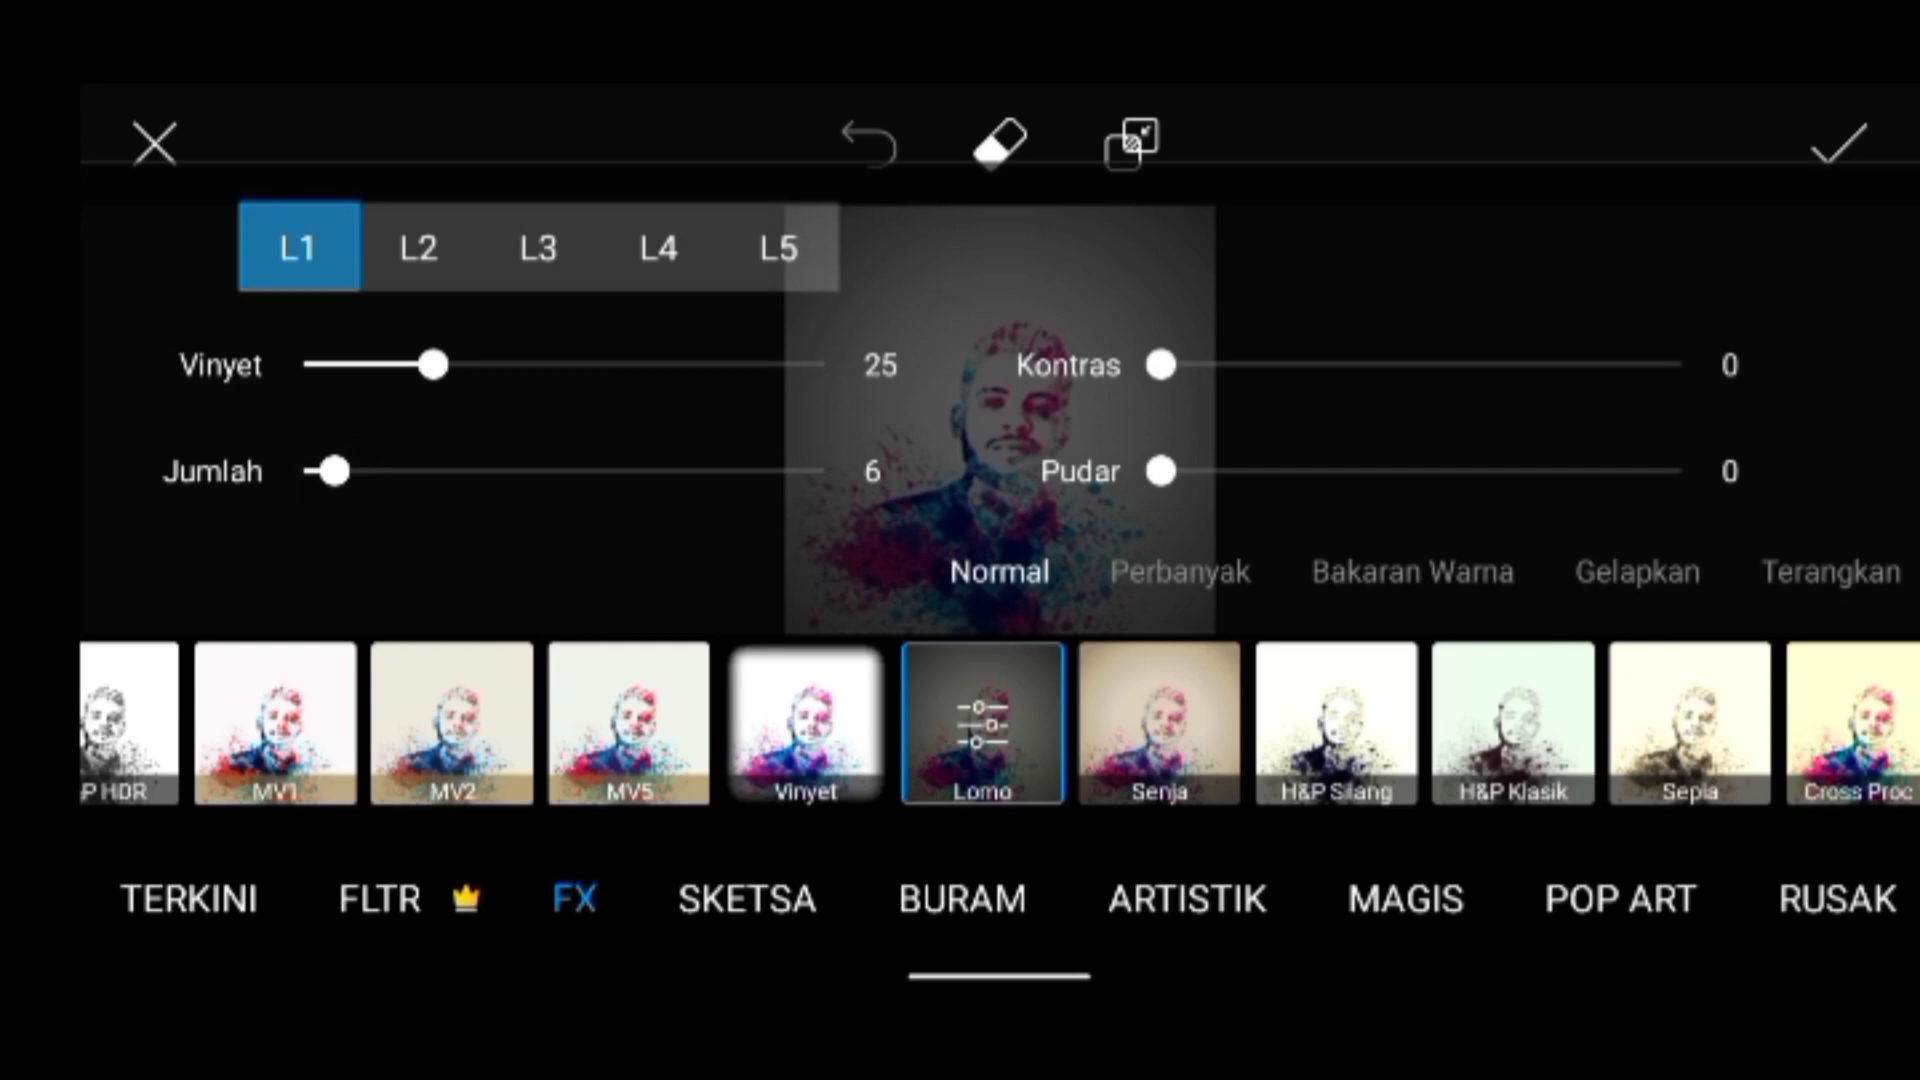 L1 L2 L3 L4 L5
Vinyet 25 Kontras 0
Jumlah 6 Pudar 0
Normal Perbanyak Bakaran Warna Gelapkan Terangkan
P HDR MV1 MV2 MV5 Vinyet Lomo Senja H&P Silang H&P Klasik Sepia Cross Proc
TERKINI FLTR FX SKETSA BURAM ARTISTIK MAGIS POP ART RUSAK